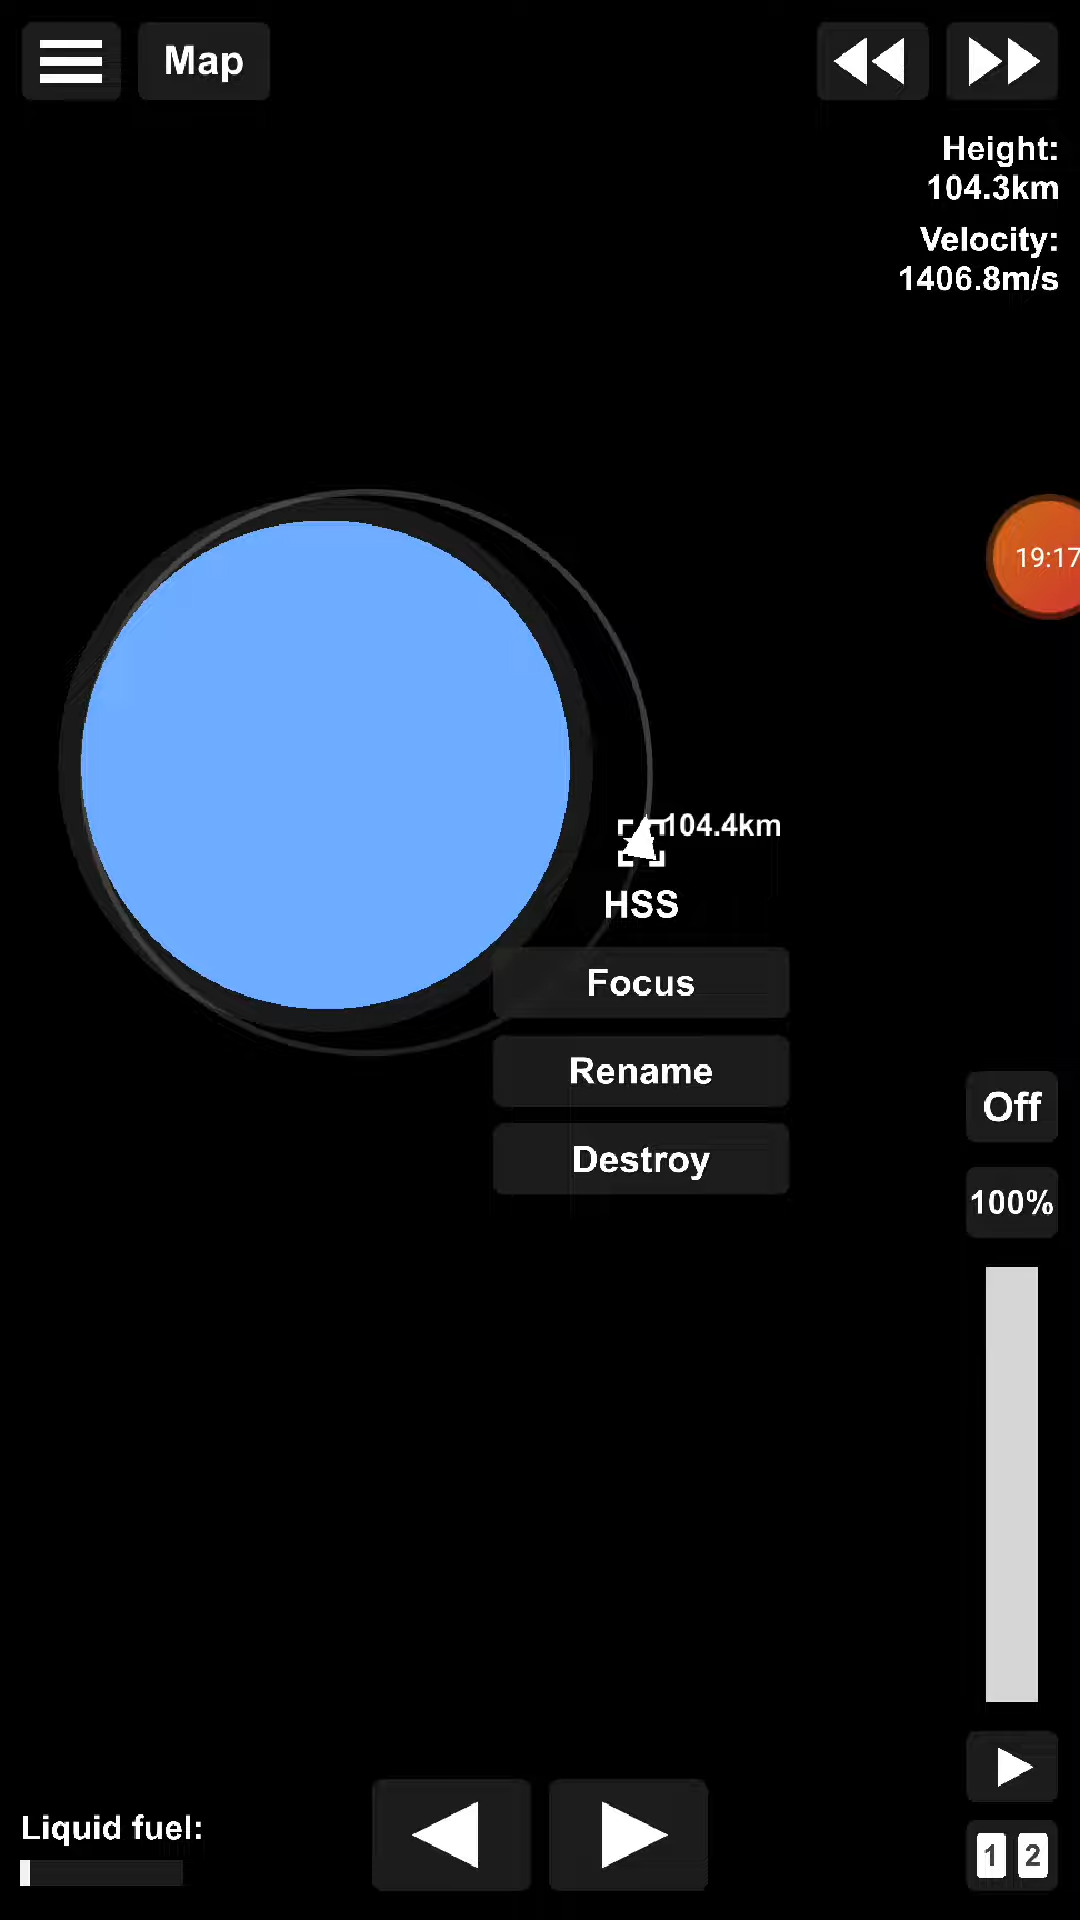 Map
Height:
104.3km
Velocity:
1406.8m/s
19:17
104.4km
HSS
Focus
Rename
Destroy
Off
100%
Liquid fuel:
1 2